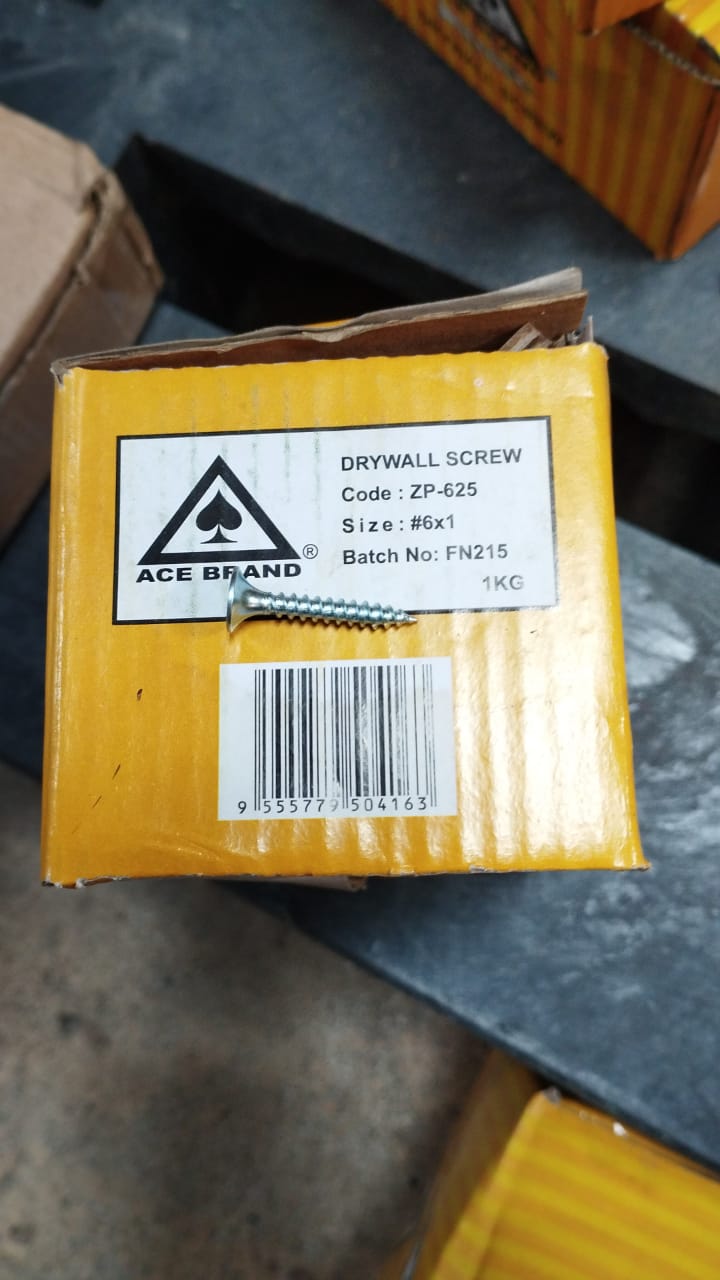 DRYWALL SCREW
Code : ZP-625
Size : #6x1
Batch No: FN215
1KG
®
ACE BRAND
9 555779 504163